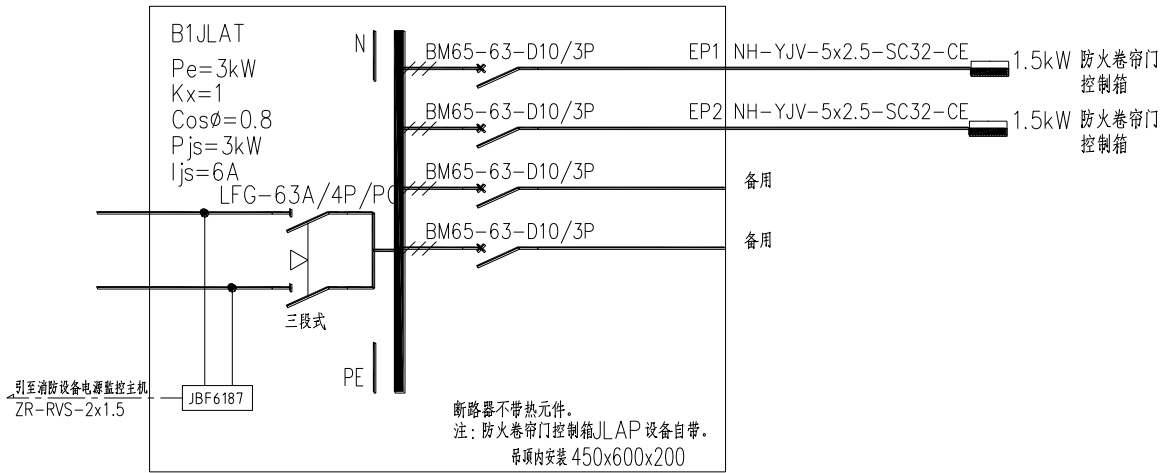 B1JLAT
Pe=3kW
Kx=1
CosØ=0.8
Pjs=3kW
Ijs=6A
LFG-63A/4P/PC
三段式
N
PE
BM65-63-D10/3P EP1 NH-YJV-5x2.5-SC32-CE 1.5kW 防火卷帘门
控制箱
BM65-63-D10/3P EP2 NH-YJV-5x2.5-SC32-CE 1.5kW 防火卷帘门
控制箱
BM65-63-D10/3P 备用
BM65-63-D10/3P 备用
引至消防设备电源监控主机
ZR-RVS-2x1.5
JBF6187
断路器不带热元件。
注:防火卷帘门控制箱JLAP设备自带。
吊顶内安装 450x600x200